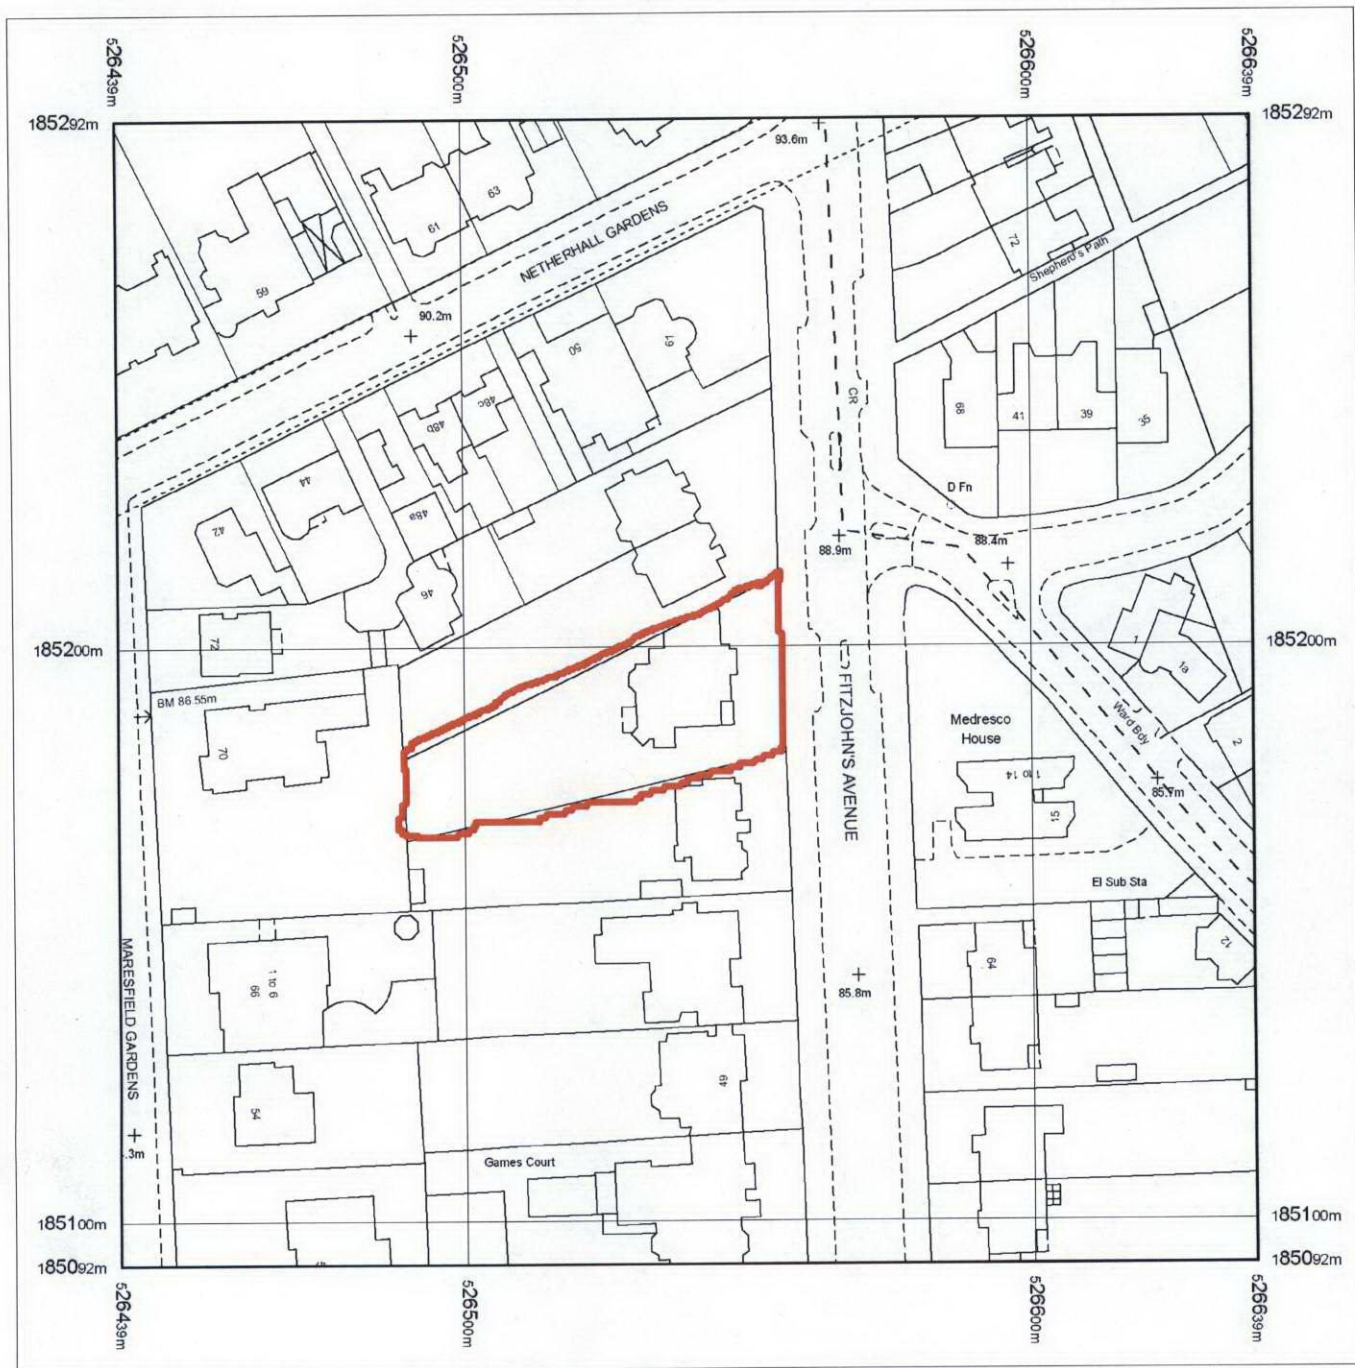 526439m
526500m
526600m
526639m
185292m
185292m
93.6m
63
61
59
NETHERHALL GARDENS
72
Shepherd's Path
90.2m
50
61
48c
48b
CR
68
41
39
35
44
48a
42
D Fn
88.9m
88.4m
46
72
1
1a
185200m
185200m
BM 86.55m
70
FITZJOHN'S AVENUE
Medresco
House
Ward Bdy
2
1 to 14
15
85.7m
El Sub Sta
MARESFIELD GARDENS
1 to 6
66
64
12
85.8m
49
54
.3m
Games Court
185100m
185100m
185092m
185092m
526439m
526500m
526600m
526639m